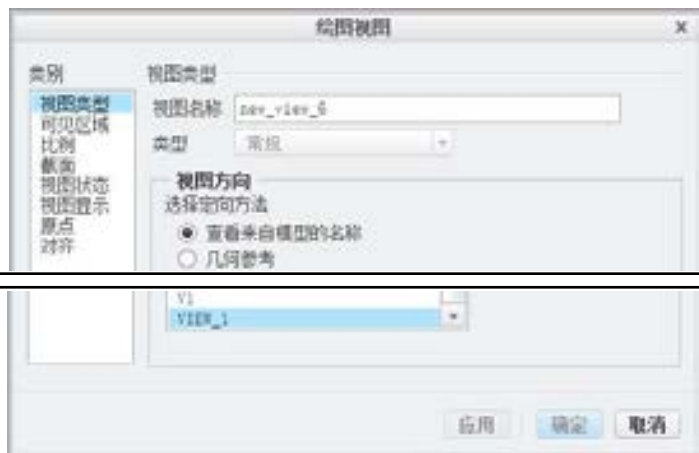 绘图视图
类别
视图类型
可见区域
比例
截面
视图状态
视图显示
原点
对齐
视图类型
视图名称 new_view_6
类型 常规
视图方向
选择定向方法
查看来自模型的名称
几何参考
V1
VIEW_1
应用 确定 取消